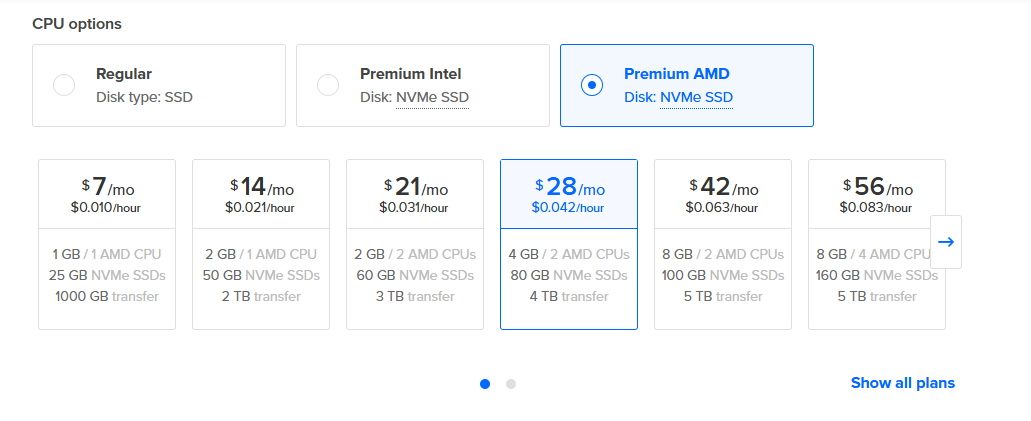 CPU options
Regular
Disk type: SSD
Premium Intel
Disk: NVMe SSD
Premium AMD
Disk: NVMe SSD
$7/mo
$0.010/hour
1 GB / 1 AMD CPU
25 GB NVMe SSDs
1000 GB transfer
$14/mo
$0.021/hour
2 GB / 1 AMD CPU
50 GB NVMe SSDs
2 TB transfer
$21/mo
$0.031/hour
2 GB / 2 AMD CPUs
60 GB NVMe SSDs
3 TB transfer
$28/mo
$0.042/hour
4 GB / 2 AMD CPUs
80 GB NVMe SSDs
4 TB transfer
$42/mo
$0.063/hour
8 GB / 2 AMD CPUs
100 GB NVMe SSDs
5 TB transfer
$56/mo
$0.083/hour
8 GB / 4 AMD CPU
160 GB NVMe SSDs
5 TB transfer
Show all plans